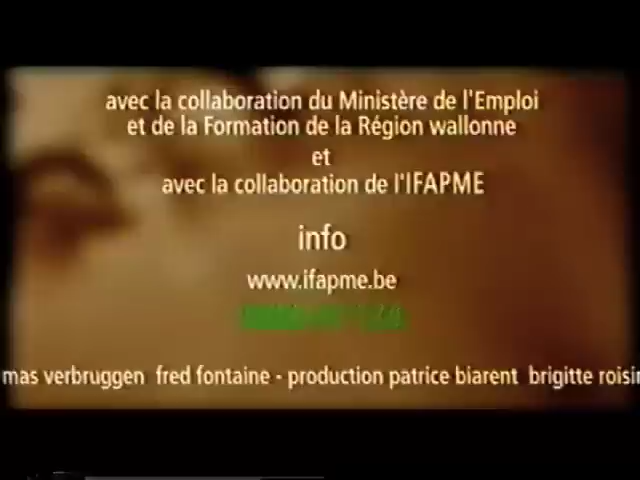 avec la collaboration du Ministère de l'Emploi
et de la Formation de la Région wallonne
et
avec la collaboration de l'IFAPME
info
www.ifapme.be
mas verbruggen fred fontaine - production patrice biarent brigitte